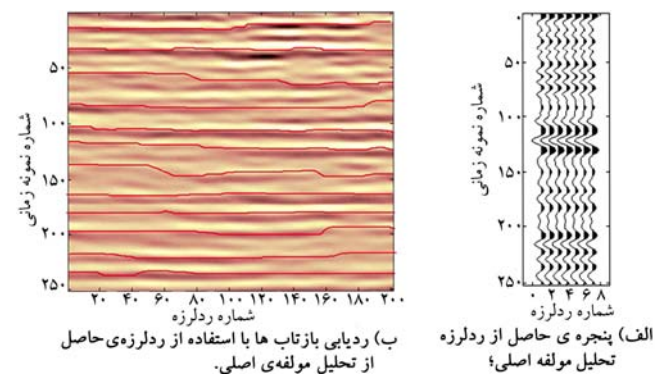 ۵۰
۱۰۰
۱۵۰
۲۰۰
۲۵۰
شماره نمونه زمانی
۰ ۲ ۴ ۶ ۸
شماره ردلرزه
الف) پنجره ی حاصل از ردلرزه
تحلیل مولفه اصلی؛
۵۰
۱۰۰
۱۵۰
۲۰۰
۲۵۰
شماره نمونه زمانی
۲۰ ۴۰ ۶۰ ۸۰ ۱۰۰ ۱۲۰ ۱۴۰ ۱۶۰ ۱۸۰ ۲۰۰
شماره ردلرزه
ب) ردیابی بازتاب ها با استفاده از ردلرزه‌ی حاصل
از تحلیل مولفه‌ی اصلی.